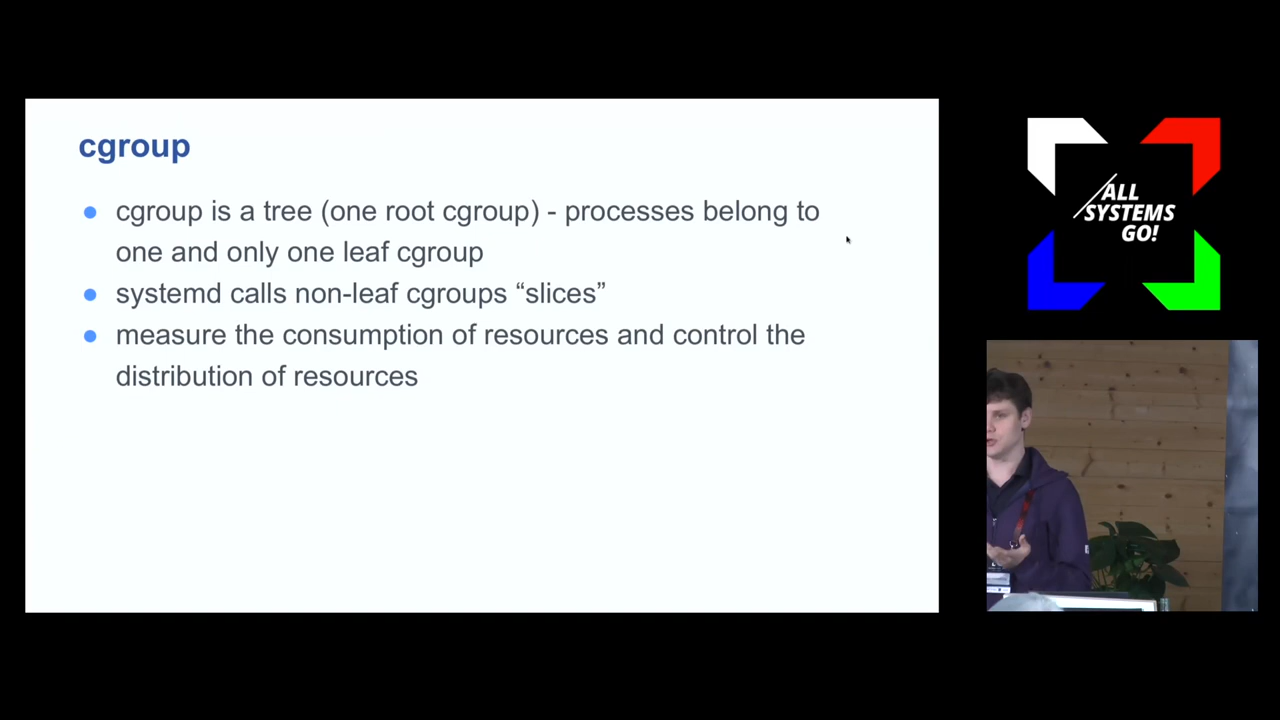 cgroup
● cgroup is a tree (one root cgroup) - processes belong to
one and only one leaf cgroup
● systemd calls non-leaf cgroups “slices”
● measure the consumption of resources and control the
distribution of resources
ALL
SYSTEMS
GO!